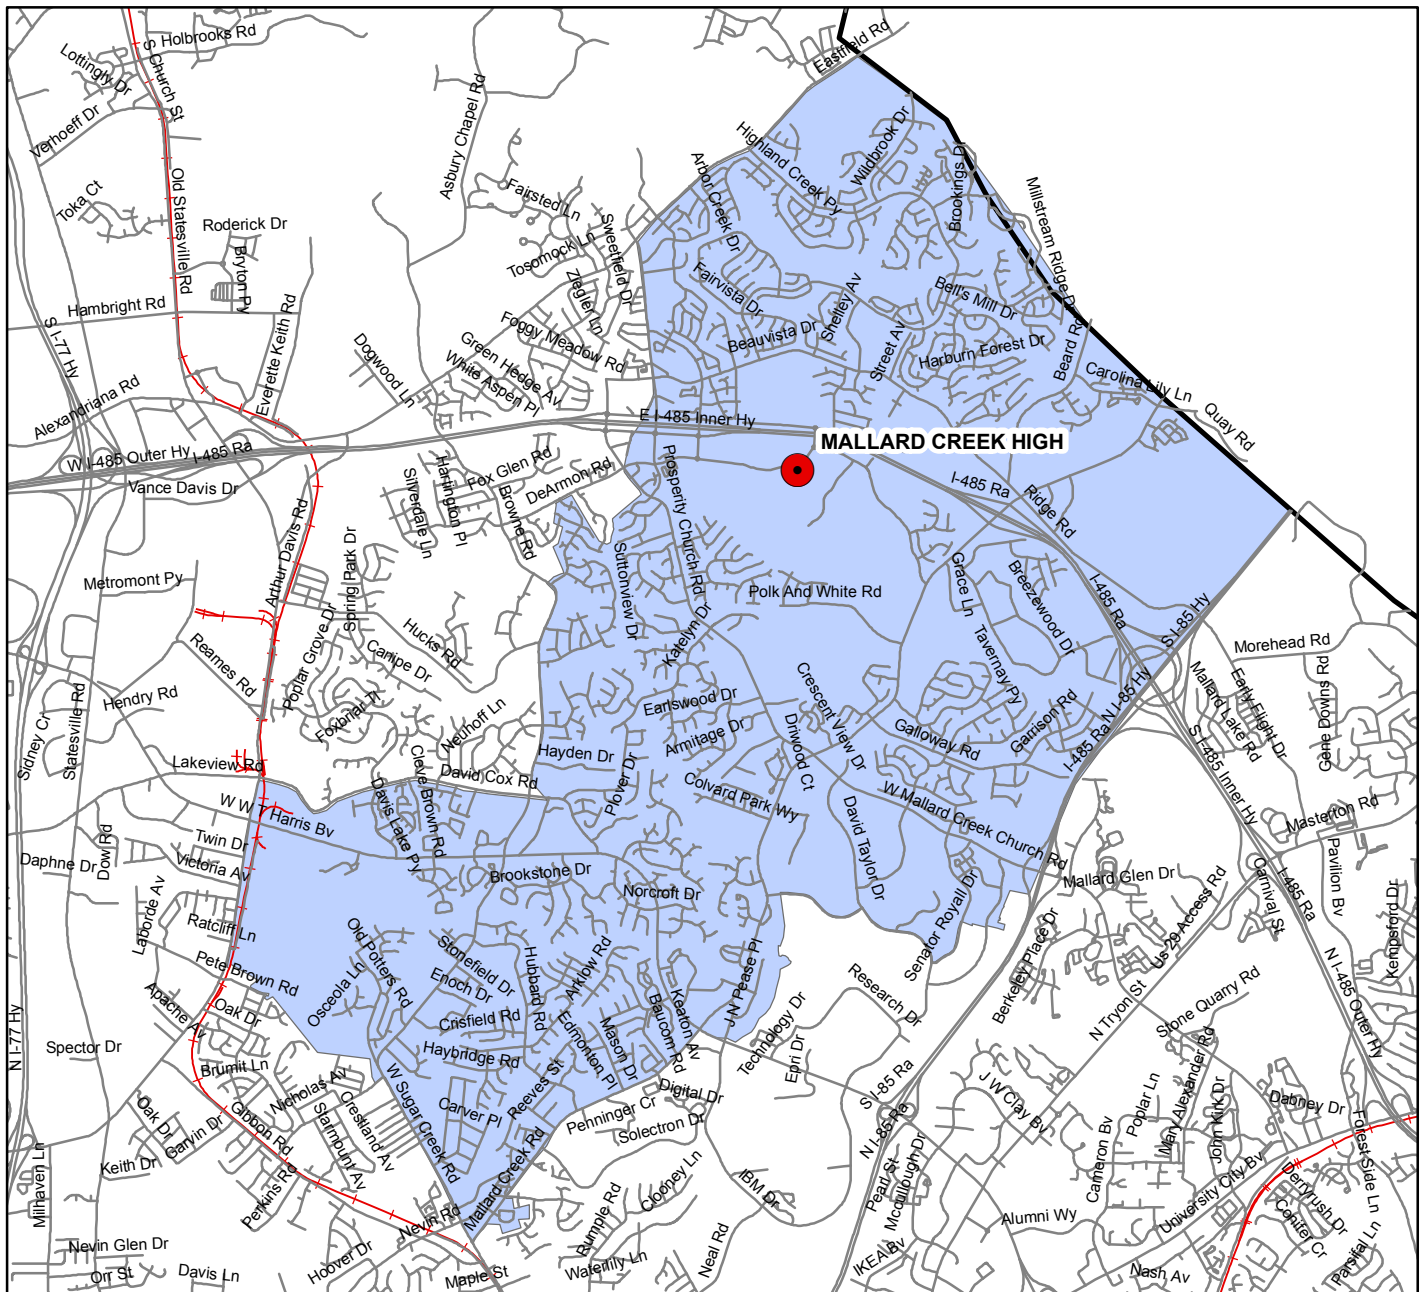 Holbrooks Rd
Eastfield Rd
S Church St
Lottingly Dr
Verhoeff Dr
Asbury Chapel Rd
Highland Creek Py
Wildbrook Dr
Brookings Dr
Arbor Creek Dr
Toka Ct
Old Statesville Rd
Fairsted Ln
Sweetfield Dr
Millstream Ridge Dr
Roderick Dr
Bryton Py
Tosomock Ln
Ziegler Ln
Fairvista Dr
Shelley Av
Bell's Mill Dr
Hambright Rd
S I-77 Hy
Everette Keith Rd
Foggy Meadow Rd
Beauvista Dr
Street Av
Harburn Forest Dr
Beard Rd
Dogwood Ln
Green Hedge Av
White Aspen Pl
Carolina Lily Ln
Quay Rd
Alexandriana Rd
E I-485 Inner Hy
MALLARD CREEK HIGH
W I-485 Outer Hy
I-485 Ra
Vance Davis Dr
Silverdale Ln
Hartington Pl
Fox Glen Rd
DeArmon Rd
Browne Rd
Prosperity Church Rd
I-485 Ra
Ridge Rd
Arthur Davis Rd
Spring Park Dr
Suttonview Dr
Metromont Py
Polk And White Rd
Grace Ln
Breezewood Dr
I-485 Ra
S I-85 Hy
Poplar Grove Dr
Hucks Rd
Canipe Dr
Katelyn Dr
Tavernay Py
Morehead Rd
Reames Rd
Hendry Rd
Foxbriar Tl
Neuhoff Ln
Earlswood Dr
Armitage Dr
Crescent View Dr
Driwood Ct
Galloway Rd
Garrison Rd
N I-85 Hy
I-485 Ra
Mallard Lake Rd
Early Flight Dr
Gene Downs Rd
Sidney Cr
Statesville Rd
Lakeview Rd
Cleve Brown Rd
David Cox Rd
Hayden Dr
Plover Dr
Colvard Park Wy
S I-485 Inner Hy
W W T Harris Bv
Davis Lake Py
David Taylor Dr
W Mallard Creek Church Rd
Masterton Rd
Twin Dr
Victoria Av
Dow Rd
Daphne Dr
Laborde Av
Brookstone Dr
Norcroft Dr
Mallard Glen Dr
Carnival St
I-485 Ra
Pavilion Bv
Kempsford Dr
Ratcliff Ln
Pete Brown Rd
Old Potters Rd
Osceola Ln
Stonefield Dr
Enoch Dr
Hubbard Rd
Arklow Rd
Senator Royall Dr
Berkeley Place Dr
Us-29 Access Rd
Apache Av
Oak Dr
Crisfield Rd
Haybridge Rd
Edmonton Pl
Mason Dr
Baucom Rd
Keaton Av
J N Pease Pl
Technology Dr
Research Dr
N Tryon St
Stone Quarry Rd
N I-485 Outer Hy
N I-77 Hy
Spector Dr
Brumit Ln
Nicholas Av
W Sugar Creek Rd
Reeves St
Epri Dr
S I-85 Ra
J W Clay Bv
Mary Alexander Rd
John Kirk Dr
Dabney Dr
Oak Dr
Garvin Dr
Gibbon Rd
Starmount Av
Crestland Av
Carver Pl
Digital Dr
Penninger Cr
Solectron Dr
N I-85 Ra
Poplar Ln
Cameron Bv
Forest Side Ln
Keith Dr
Milhaven Ln
Perkins Rd
Mallard Creek Rd
Clooney Ln
IBM Dr
Pearl St
Mccullough Dr
University City Bv
Derryrush Dr
Conifer Cr
Nevin Rd
Rumple Rd
Neal Rd
Alumni Wy
Parsifal Ln
Nevin Glen Dr
Orr St
Davis Ln
Hoover Dr
Maple St
Waterlily Ln
IKEA Bv
Nash Av